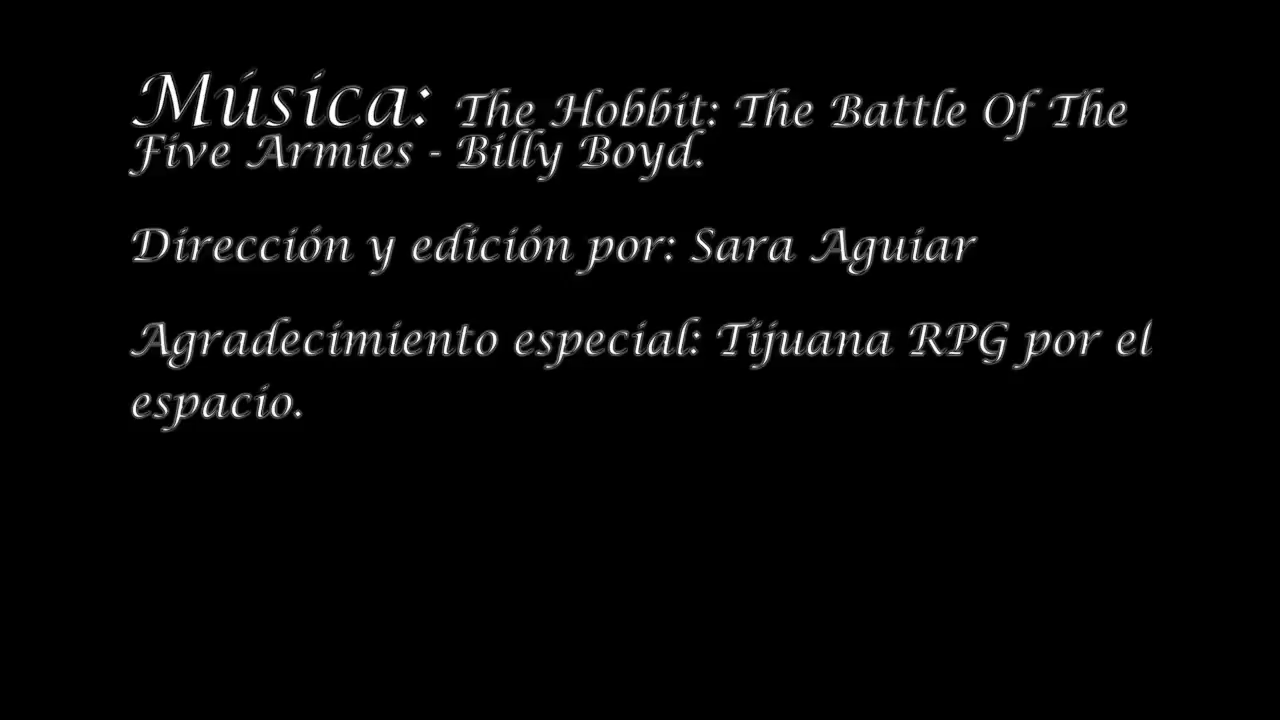 Música: The Hobbit: The Battle Of The
Five Armies - Billy Boyd.
Dirección y edición por: Sara Aguiar
Agradecimiento especial: Tijuana RPG por el
espacio.